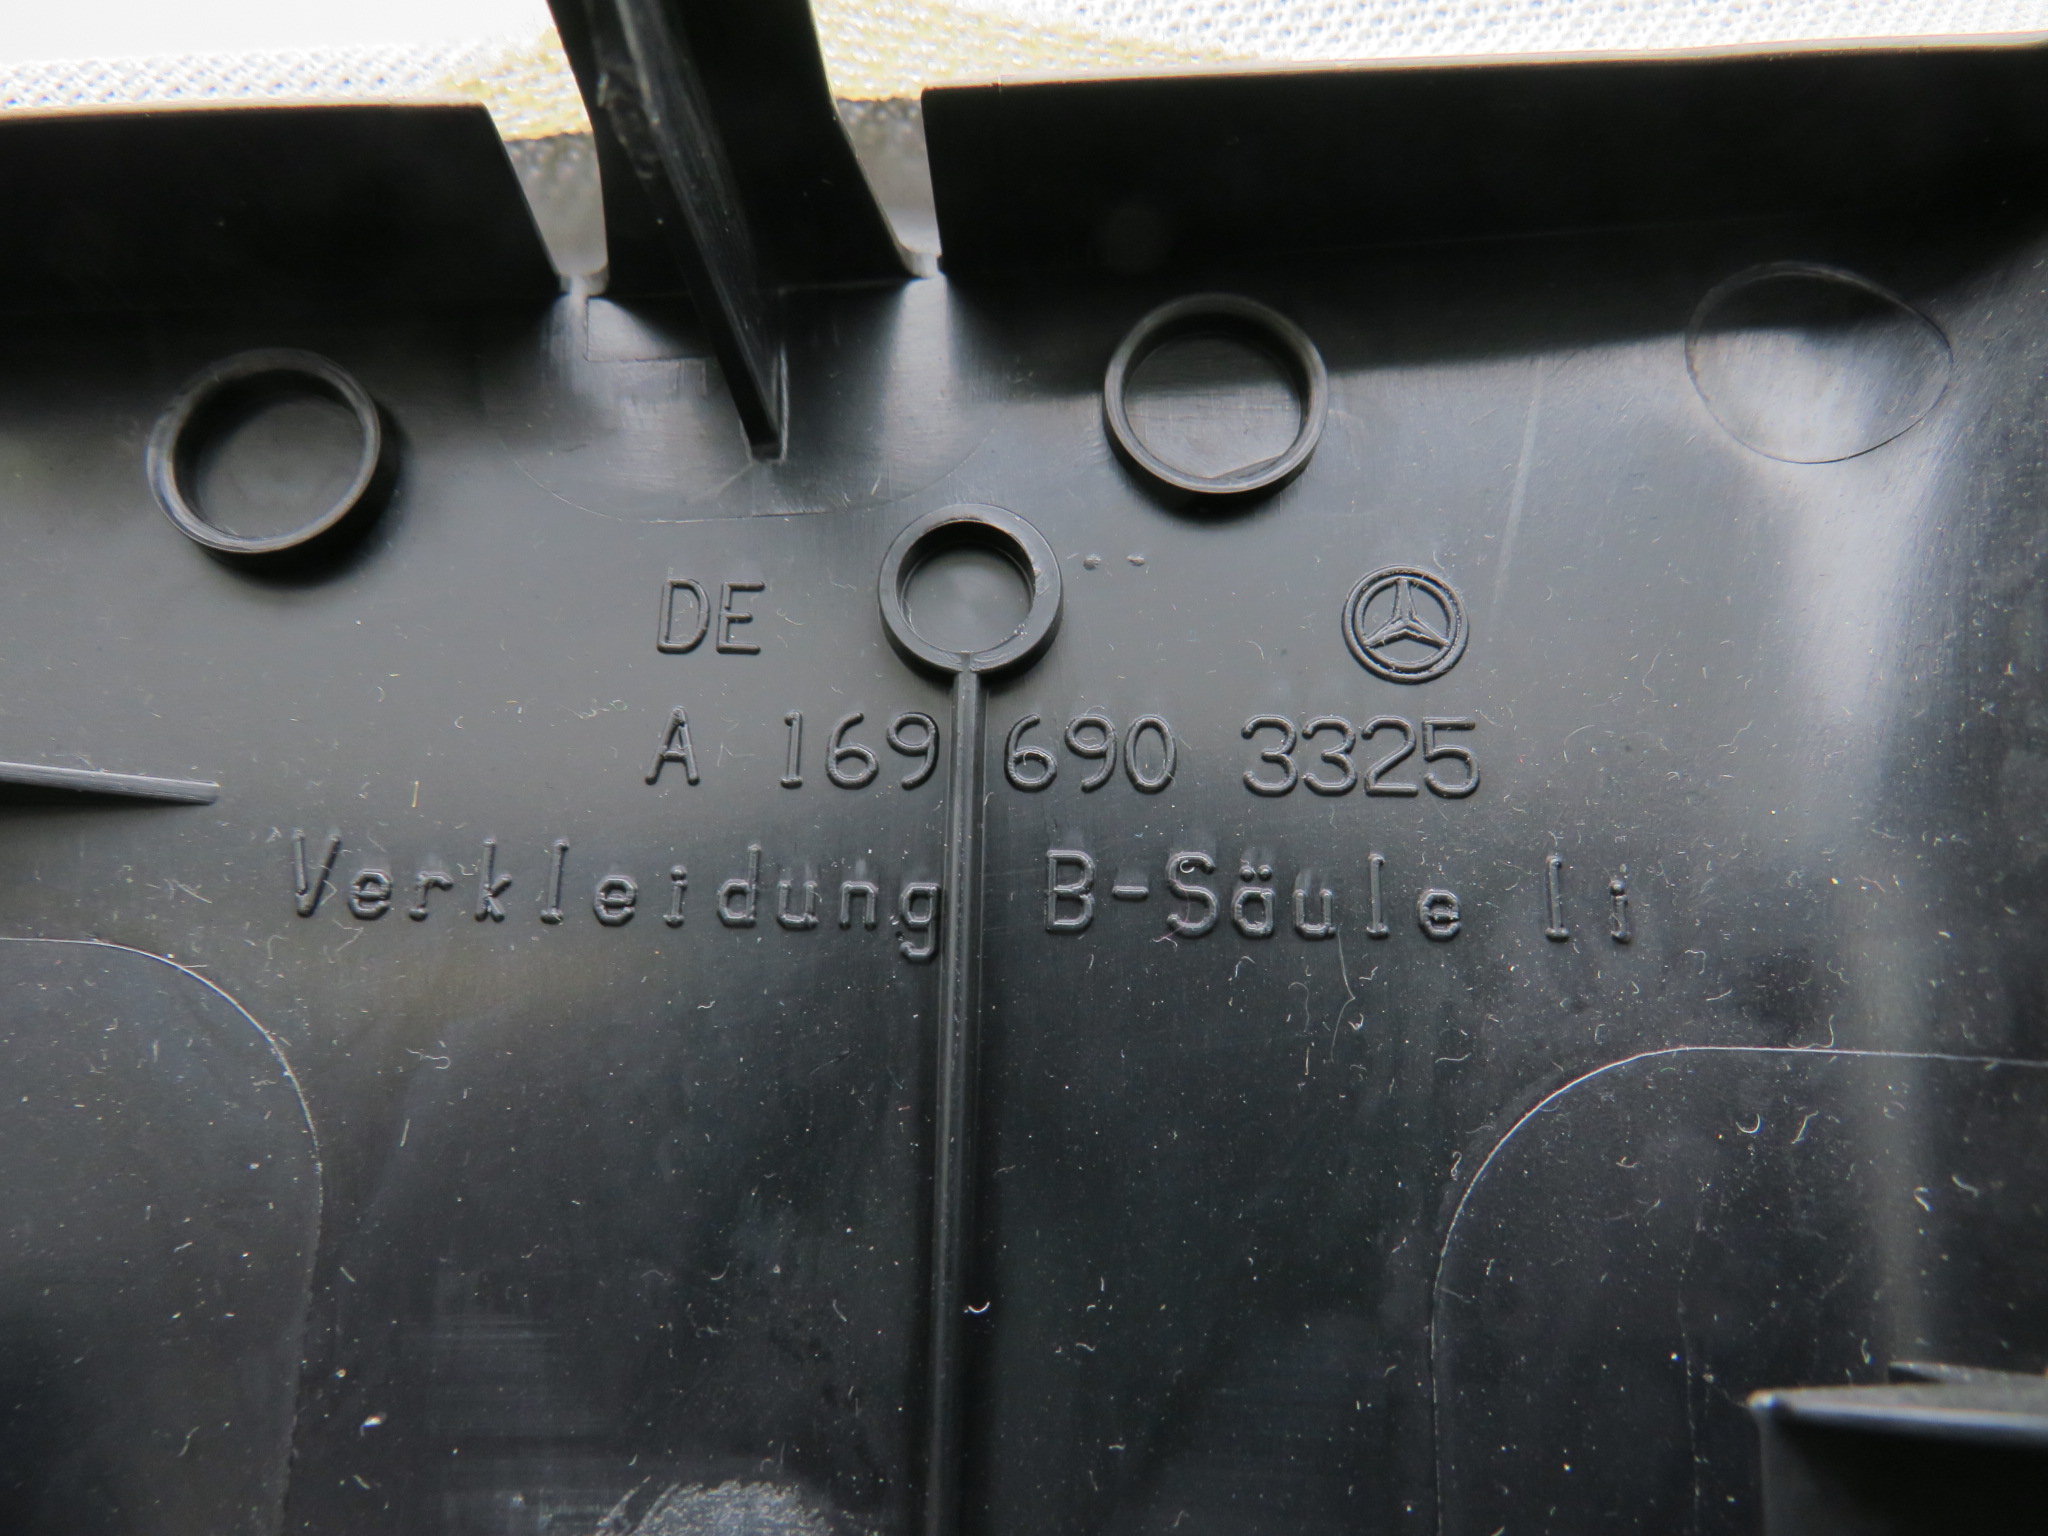 DE
A 169 690 3325
Verkleidung B-Säule li